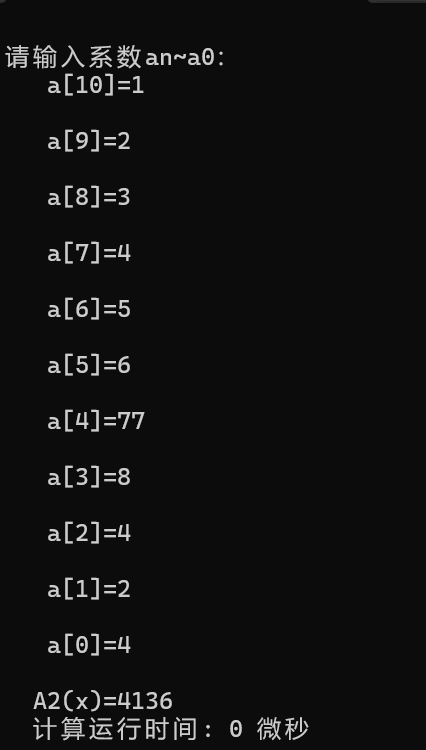 请输入系数an~a0:
a[10]=1
a[9]=2
a[8]=3
a[7]=4
a[6]=5
a[5]=6
a[4]=77
a[3]=8
a[2]=4
a[1]=2
a[0]=4
A2(x)=4136
计算运行时间: 0 微秒